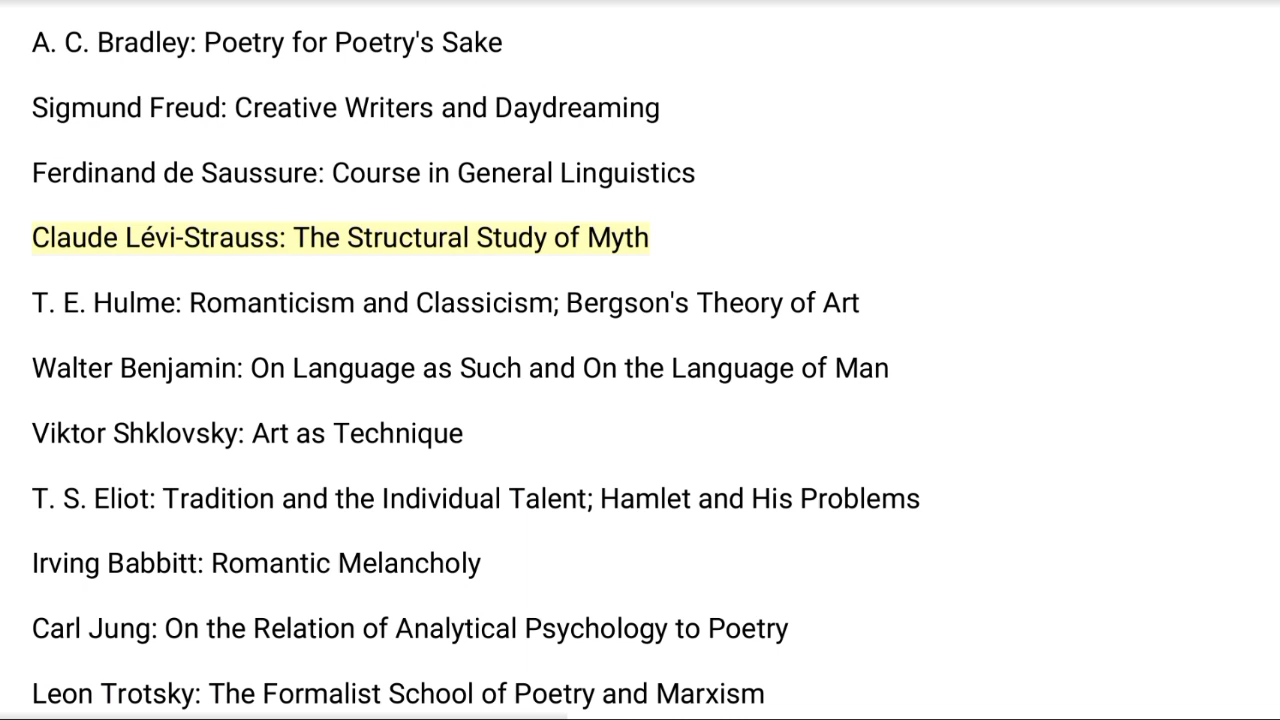 A. C. Bradley: Poetry for Poetry's Sake
Sigmund Freud: Creative Writers and Daydreaming
Ferdinand de Saussure: Course in General Linguistics
Claude Lévi-Strauss: The Structural Study of Myth
T. E. Hulme: Romanticism and Classicism; Bergson's Theory of Art
Walter Benjamin: On Language as Such and On the Language of Man
Viktor Shklovsky: Art as Technique
T. S. Eliot: Tradition and the Individual Talent; Hamlet and His Problems
Irving Babbitt: Romantic Melancholy
Carl Jung: On the Relation of Analytical Psychology to Poetry
Leon Trotsky: The Formalist School of Poetry and Marxism